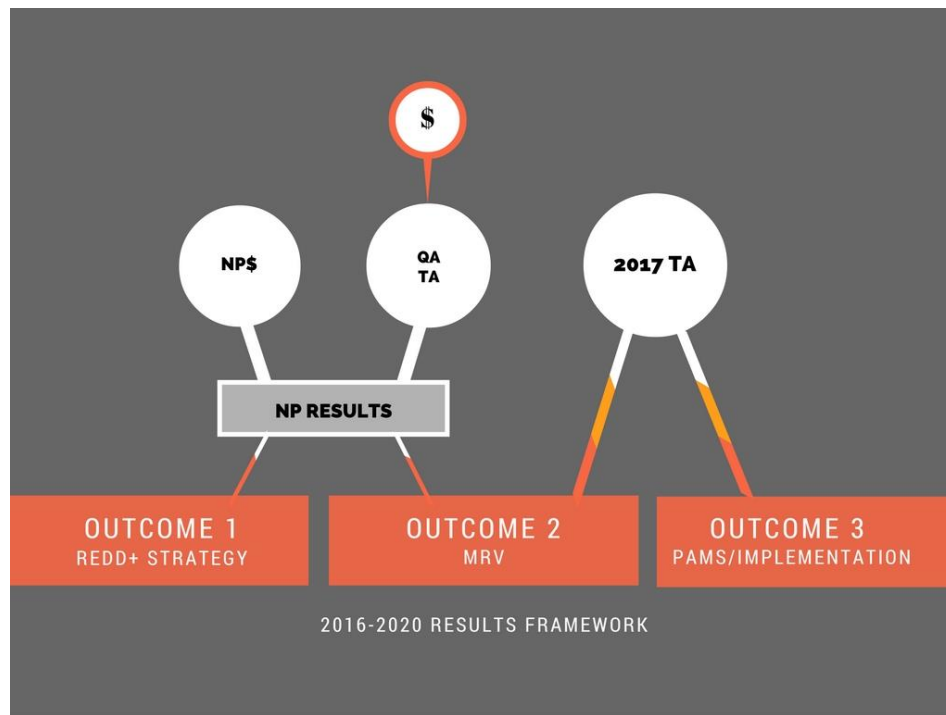 $
NP$
QA
TA
2017 TA
NP RESULTS
OUTCOME 1
REDD+ STRATEGY
OUTCOME 2
MRV
OUTCOME 3
PAMS/IMPLEMENTATION
2016-2020 RESULTS FRAMEWORK